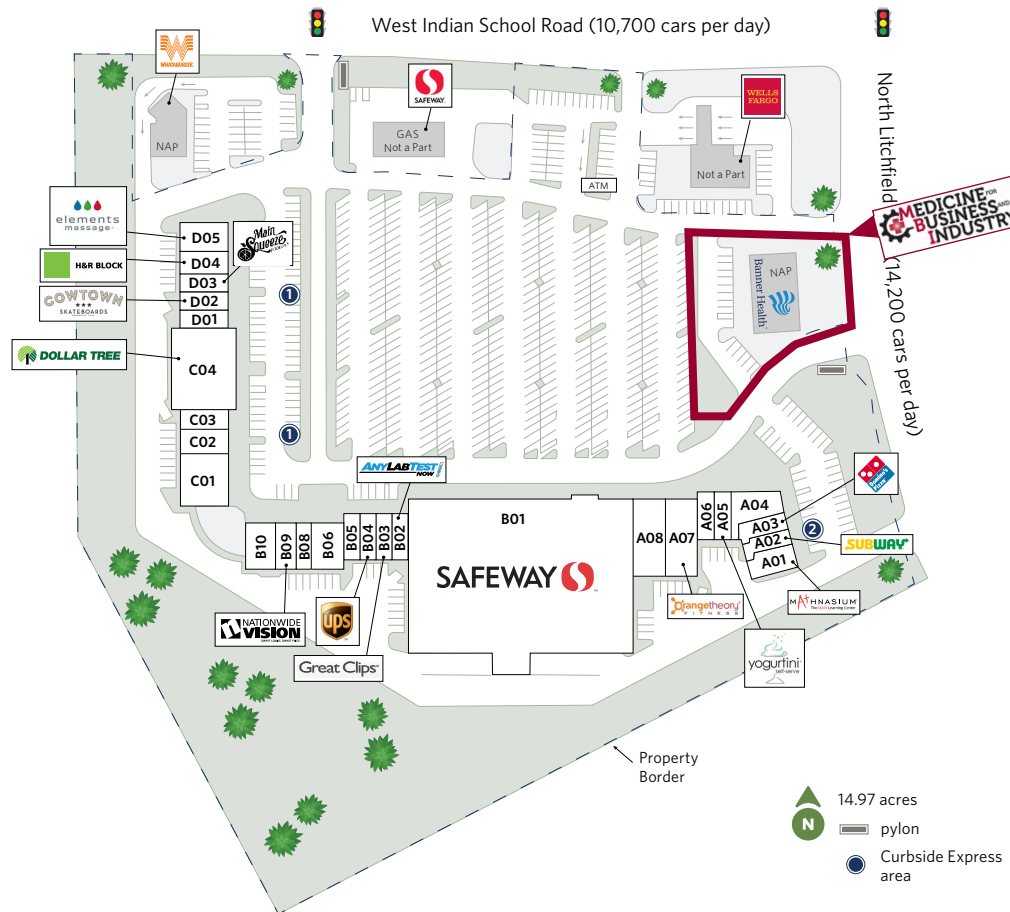 West Indian School Road (10,700 cars per day)
WHATABURGER
NAP
SAFEWAY
GAS
Not a Part
WELLS
FARGO
Not a Part
ATM
North Litchfield
(14,200 cars per day)
MEDICINE FOR
BUSINESS AND
INDUSTRY
NAP
Banner Health
elements
massage
H&R BLOCK
COWTOWN
SKATEBOARDS
DOLLAR TREE
Main
Squeeze
D05
D04
D03
D02
D01
C04
C03
C02
C01
1
1
ANYLABTEST
NOW!
B10
B09
B08
B06
B05
B04
B03
B02
B01
SAFEWAY
A08
A07
A06
A05
A04
A03
A02
A01
2
Domino's
Pizza
SUBWAY
MATHNASIUM
The Math Learning Center
orangetheory
FITNESS
yogurtini
self-serve
NATIONWIDE
VISION
ups
Great Clips
Property
Border
N
14.97 acres
pylon
Curbside Express
area